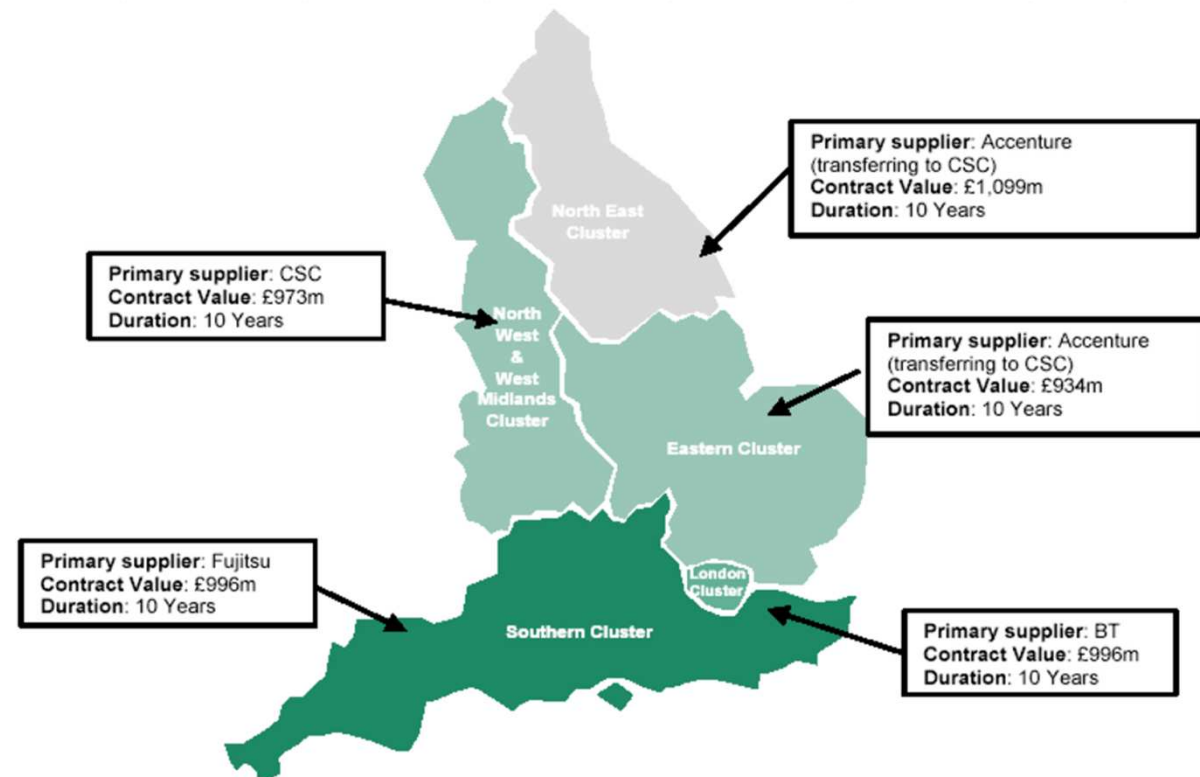 Primary supplier: Accenture
(transferring to CSC)
Contract Value: £1,099m
Duration: 10 Years
North East
Cluster
Primary supplier: CSC
Contract Value: £973m
Duration: 10 Years
North
West
&
West
Midlands
Cluster
Primary supplier: Accenture
(transferring to CSC)
Contract Value: £934m
Duration: 10 Years
Eastern Cluster
Primary supplier: Fujitsu
Contract Value: £996m
Duration: 10 Years
London
Cluster
Southern Cluster
Primary supplier: BT
Contract Value: £996m
Duration: 10 Years